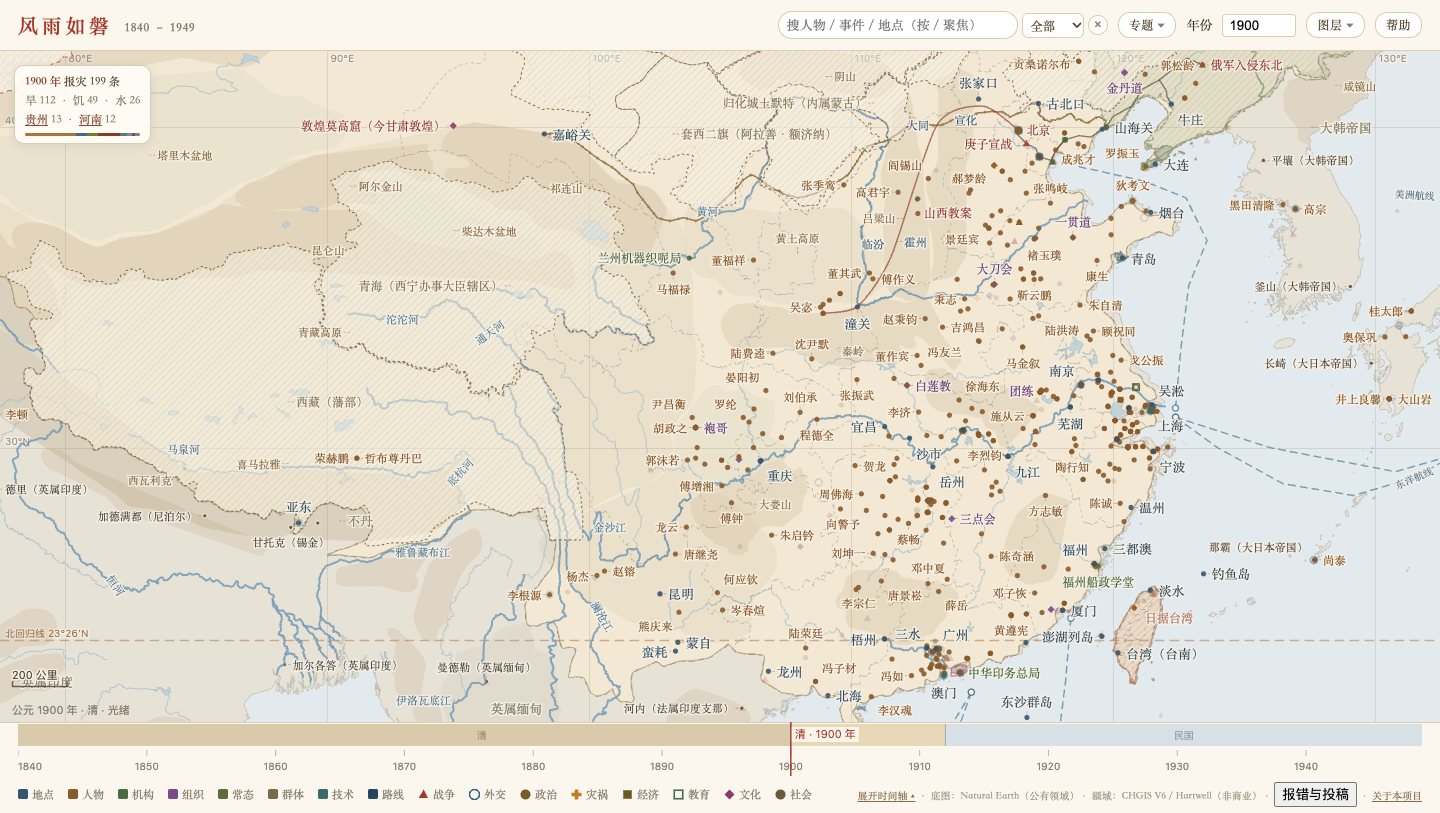 风雨如磐 1840 – 1949
搜人物 / 事件 / 地点（按 / 聚焦）
全部
×
专题
年份
1900
图层
帮助
80°E
90°E
100°E
110°E
120°E
130°E
1900 年 报灾 199 条
旱 112 · 饥 49 · 水 26
贵州 13 · 河南 12
贡桑诺尔布
郭松龄
俄军入侵东北
金丹道
咸镜山
阴山
张家口
归化城土默特（内属蒙古）
古北口
牛庄
敦煌莫高窟（今甘肃敦煌）
嘉峪关
套西二旗（阿拉善 · 额济纳）
大同
宣化
北京
山海关
大韩帝国
庚子宣战
塔里木盆地
阎锡山
成兆才
罗振玉
大连
平壤（大韩帝国）
阿尔金山
祁连山
张季鸾
高君宇
郝梦龄
张鸣岐
狄考文
美洲航线
黄河
吕梁山
山西教案
一贯道
烟台
黑田清隆
高宗
柴达木盆地
黄土高原
临汾
霍州
景廷宾
昆仑山
兰州机器织呢局
董福祥
褚玉璞
青岛
青海（西宁办事大臣辖区）
马福禄
董其武
傅作义
大刀会
康生
釜山（大韩帝国）
吴宓
秉志
靳云鹏
朱自清
沱沱河
通天河
潼关
赵秉钧
吉鸿昌
陆洪涛
顾祝同
桂太郎
青藏高原
陆费逵
沈尹默
秦岭
董作宾
冯友兰
马金叙
戈公振
奥保巩
长崎（大日本帝国）
晏阳初
南京
白莲教
徐海东
团练
吴淞
西藏（藩部）
尹昌衡
罗纶
刘伯承
张振武
井上良馨
大山岩
李顿
胡政之
袍哥
程德全
宜昌
李济
施从云
芜湖
上海
30°N
马泉河
喜马拉雅
荣赫鹏
哲布尊丹巴
底杭河
郭沫若
沙市
李烈钧
贺龙
九江
陶行知
宁波
东洋航线
德里（英属印度）
西瓦利克
傅增湘
重庆
岳州
周佛海
亚东
加德满都（尼泊尔）
不丹
大娄山
方志敏
陈诚
温州
甘托克（锡金）
雅鲁藏布江
金沙江
龙云
傅钟
朱启钤
向警予
三点会
蔡畅
唐继尧
刘坤一
陈奇涵
福州
三都澳
那霸（大日本帝国）
尚泰
恒河
杨杰
赵镕
何应钦
邓中夏
福州船政学堂
钓鱼岛
李根源
昆明
岑春煊
李宗仁
唐景崧
薛岳
邓子恢
淡水
澜沧江
厦门
日据台湾
北回归线 23°26′N
熊庆来
陆荣廷
梧州
三水
广州
黄遵宪
澎湖列岛
蛮耗
蒙自
台湾（台南）
加尔各答（英属印度）
曼德勒（英属缅甸）
龙州
冯子材
冯如
中华印务总局
200 公里
伊洛瓦底江
英属缅甸
河内（法属印度支那）
北海
李汉魂
澳门
东沙群岛
公元 1900 年 · 清 · 光绪
清
清 · 1900 年
民国
1840 1850 1860 1870 1880 1890 1900 1910 1920 1930 1940
地点 人物 机构 组织 常态 群体 技术 路线 战争 外交 政治 灾祸 经济 教育 文化 社会
展开时间轴 · 底图：Natural Earth（公有领域） · 疆域：CHGIS V6 / Hartwell（非商业） · 报错与投稿 · 关于本项目